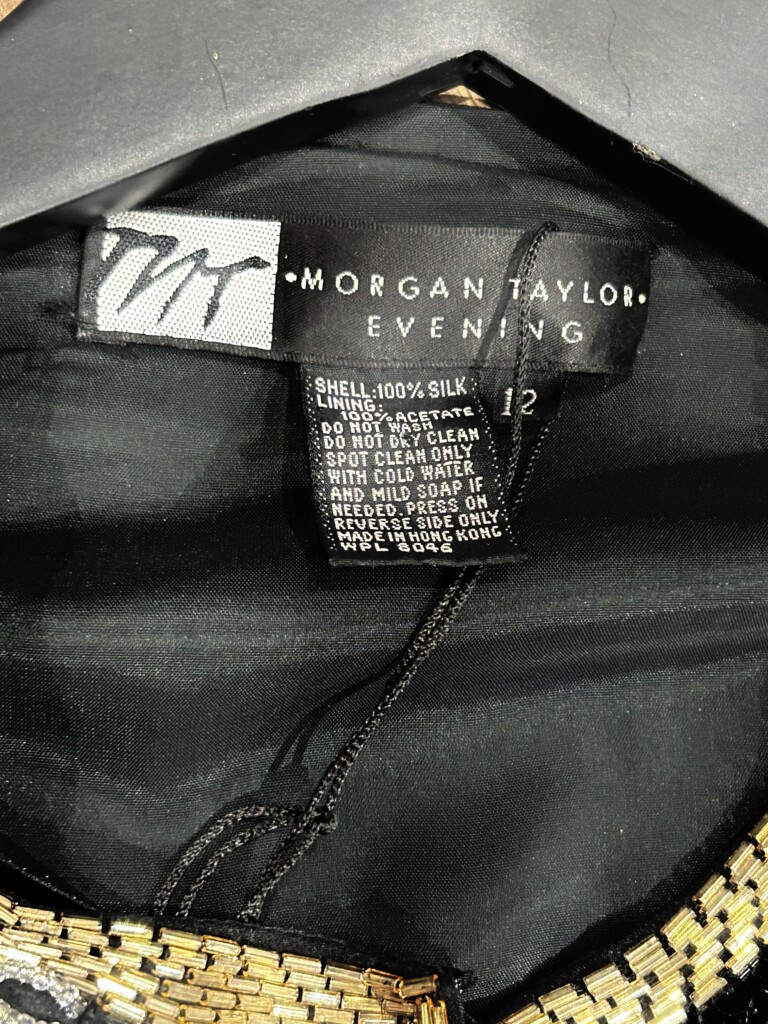 MT
•MORGAN TAYLOR•
EVENING
12
SHELL:100% SILK
LINING:
100% ACETATE
DO NOT WASH
DO NOT DRY CLEAN
SPOT CLEAN ONLY
WITH COLD WATER
AND MILD SOAP IF
NEEDED. PRESS ON
REVERSE SIDE ONLY
MADE IN HONG KONG
WPL 8046